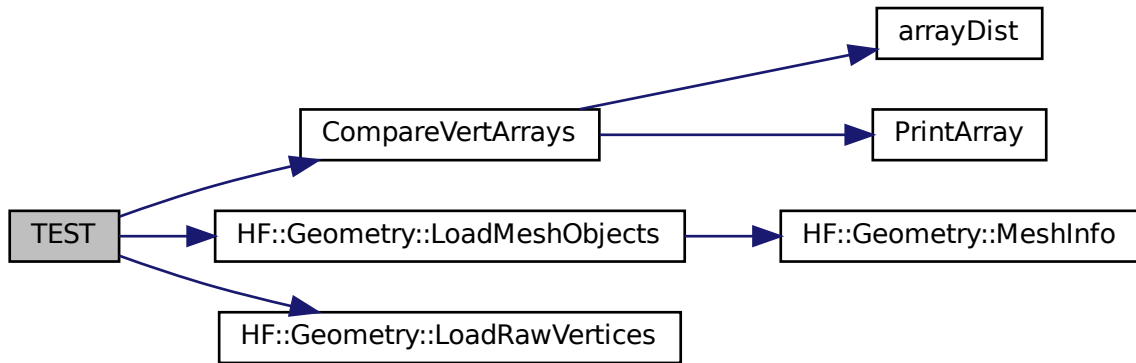 arrayDist
CompareVertArrays
PrintArray
TEST
HF::Geometry::LoadMeshObjects
HF::Geometry::MeshInfo
HF::Geometry::LoadRawVertices